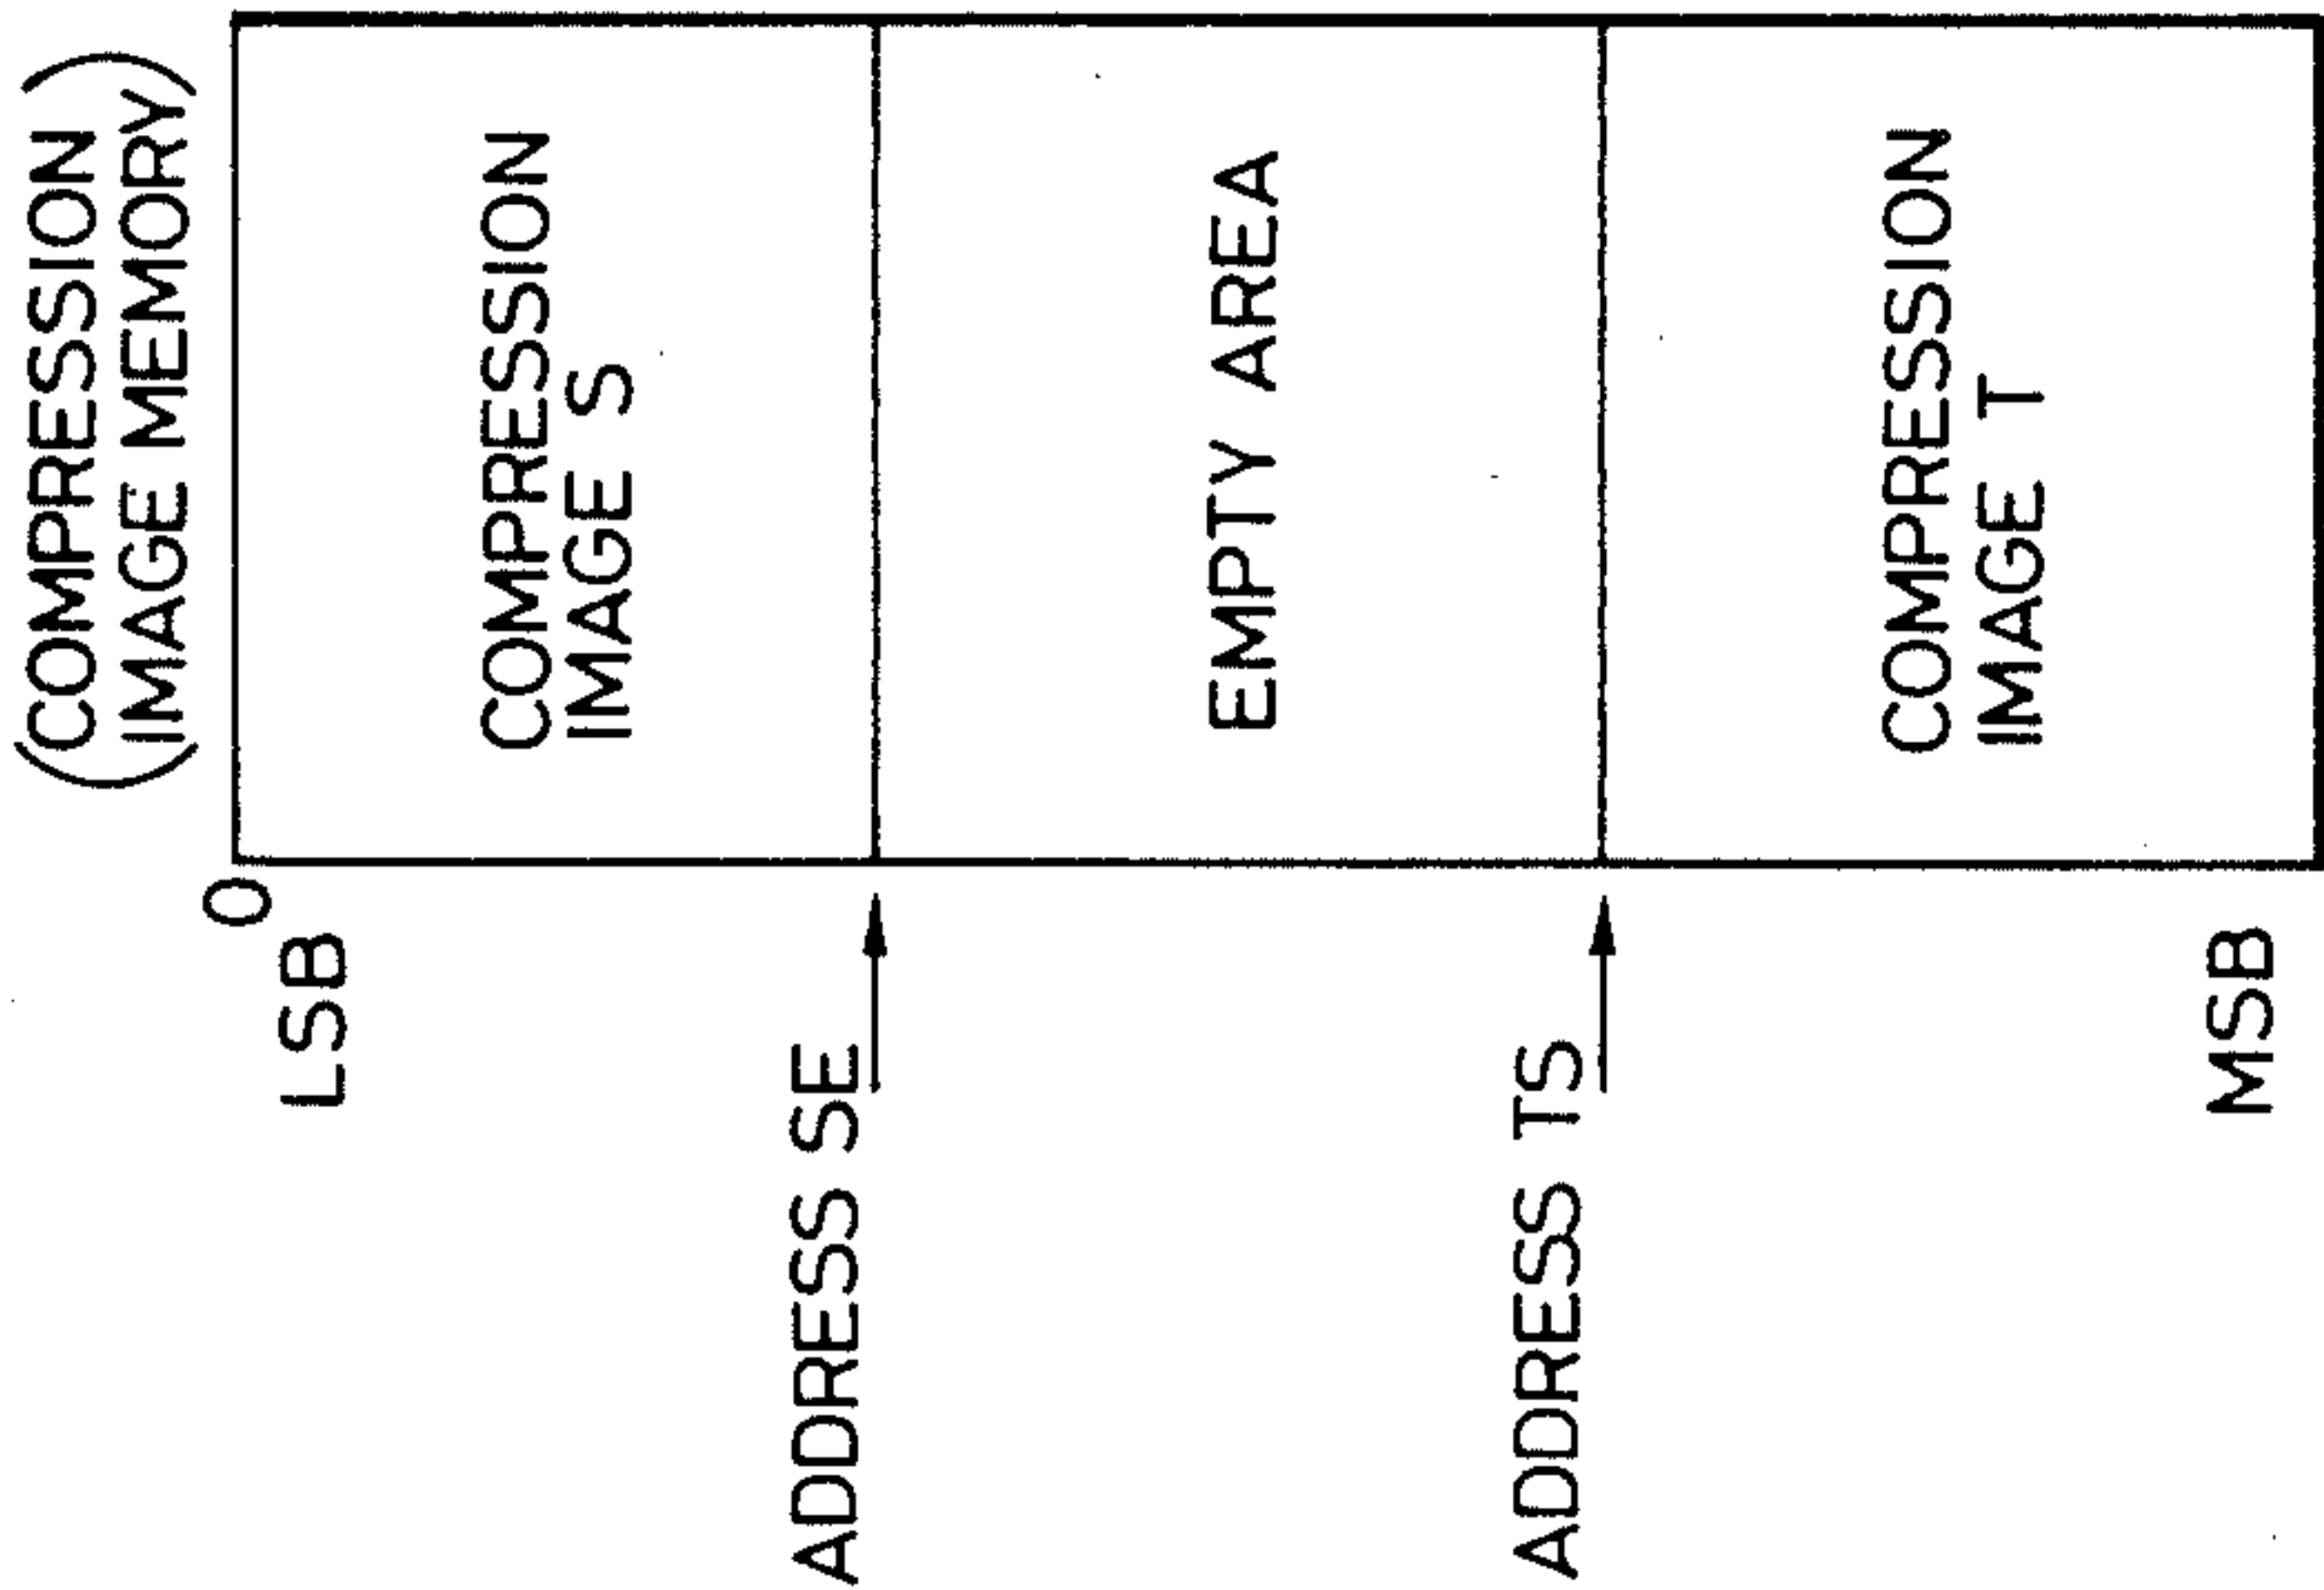 (COMPRESSION
IMAGE MEMORY)
0
LSB
COMPRESSION
IMAGE S
ADDRESS SE
EMPTY AREA
ADDRESS TS
COMPRESSION
IMAGE T
MSB